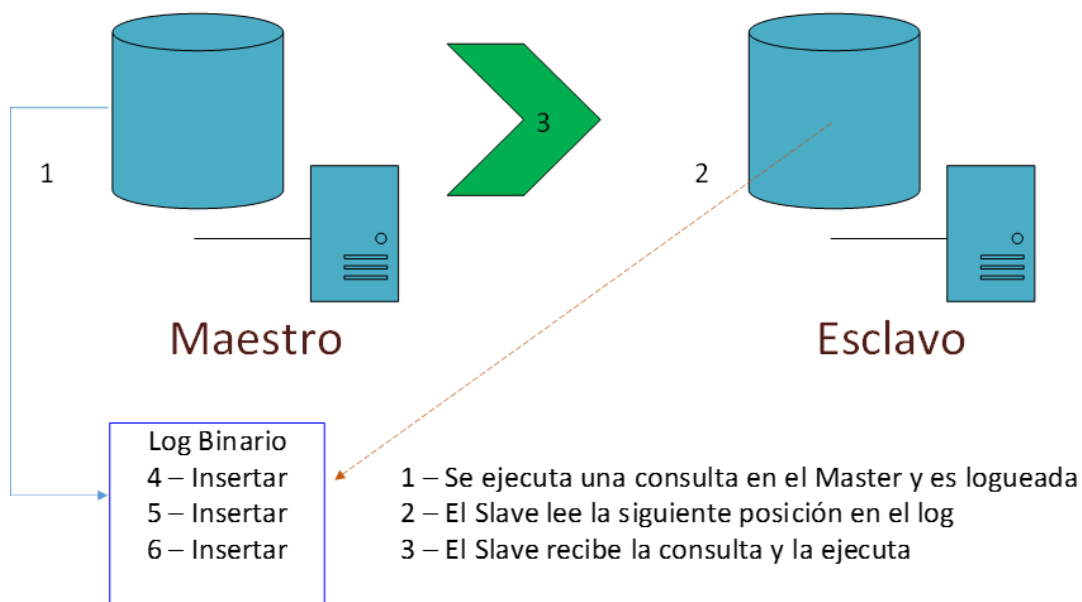 1
3
2
Maestro
Esclavo
Log Binario
4 – Insertar
5 – Insertar
6 – Insertar
1 – Se ejecuta una consulta en el Master y es logueada
2 – El Slave lee la siguiente posición en el log
3 – El Slave recibe la consulta y la ejecuta